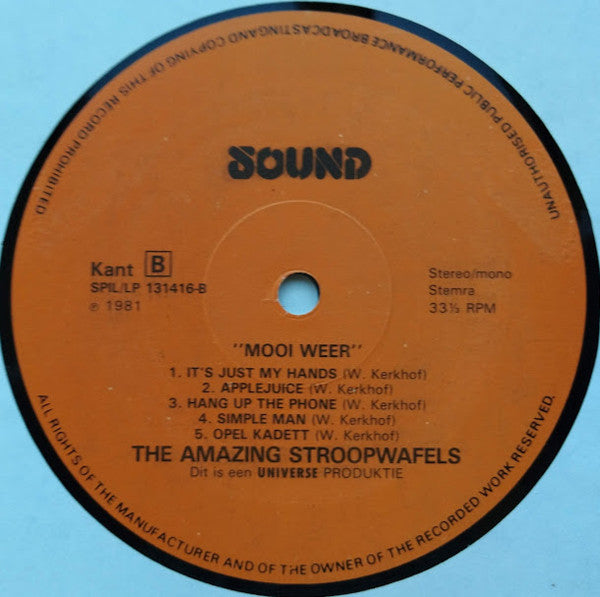 UNAUTHORISED PUBLIC PERFORMANCE BROADCASTINGAND COPYING OF THIS RECORD PROHIBITED
SOUND
Kant B
SPIL/LP 131416-B
℗ 1981
Stereo/mono
Stemra
33⅓ RPM
"MOOI WEER"
1. IT'S JUST MY HANDS (W. Kerkhof)
2. APPLEJUICE (W. Kerkhof)
3. HANG UP THE PHONE (W. Kerkhof)
4. SIMPLE MAN (W. Kerkhof)
5. OPEL KADETT (W. Kerkhof)
THE AMAZING STROOPWAFELS
Dit is een UNIVERSE PRODUKTIE
ALL RIGHTS OF THE MANUFACTURER AND OF THE OWNER OF THE RECORDED WORK RESERVED.